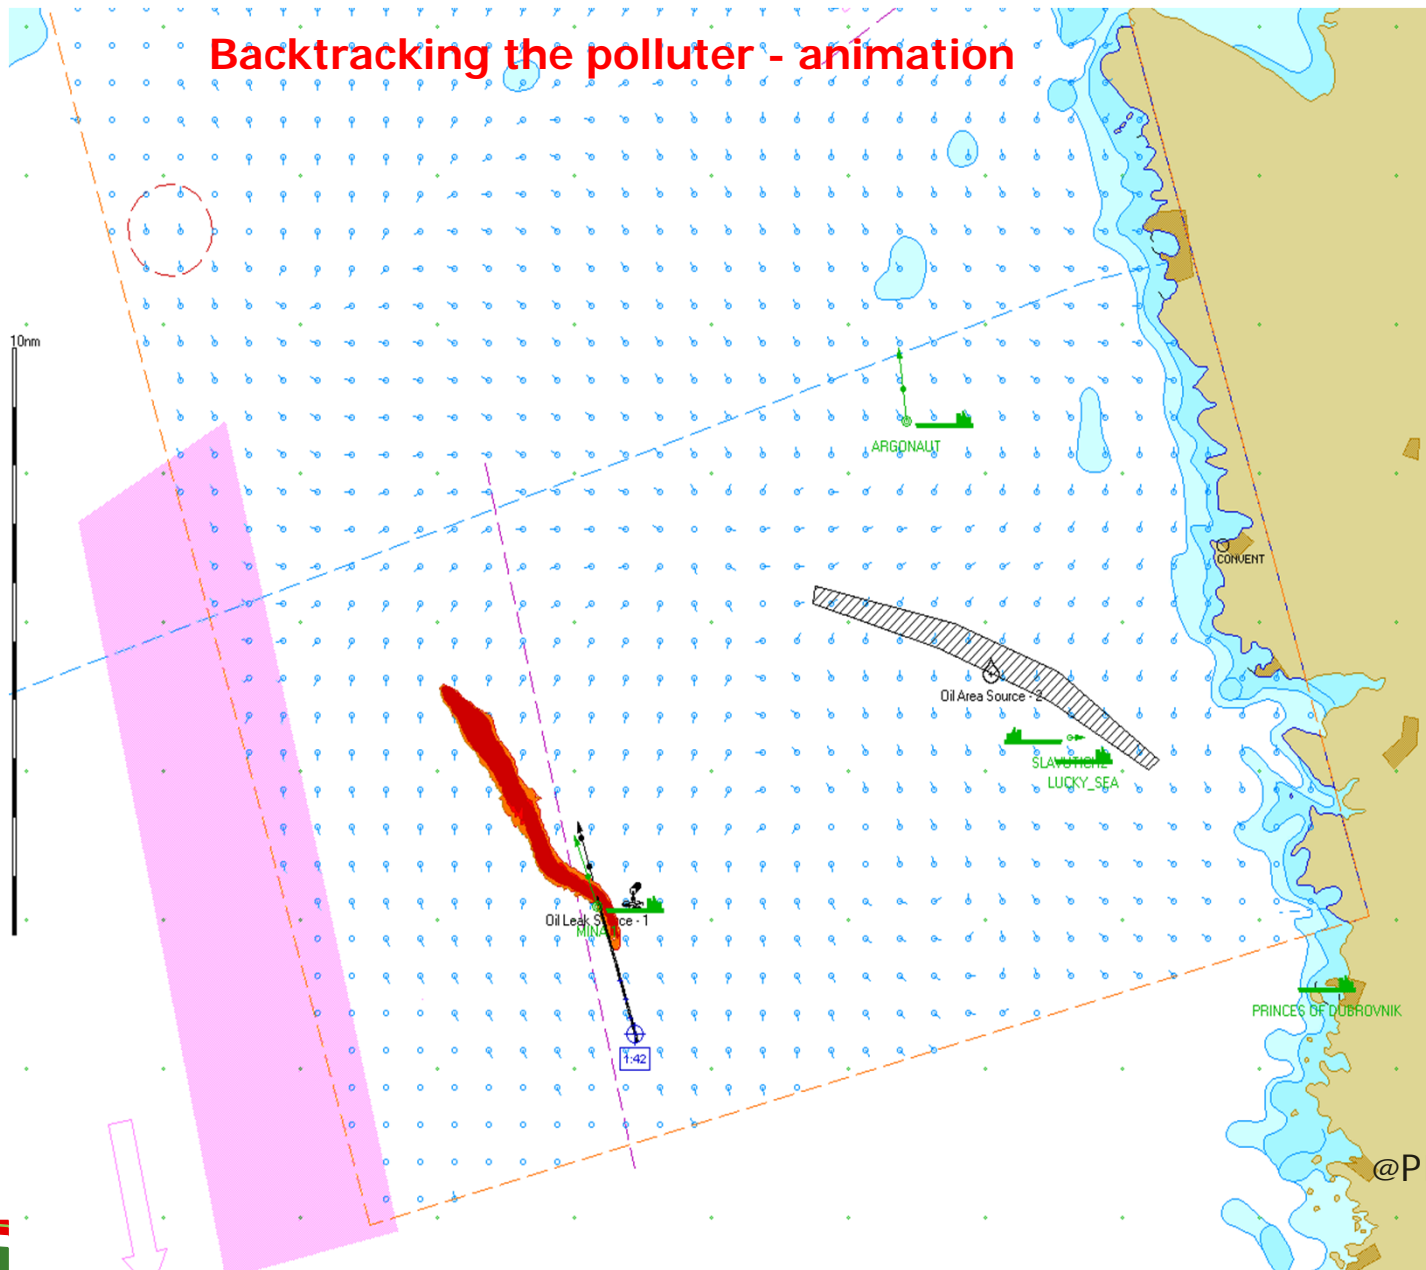 Backtracking the polluter - animation
10nm
ARGONAUT
CONVENT
Oil Area Source - 2
LUCKY_SEA
Oil Leak Source - 1
PRINCES OF DUBROVNIK
1:42
@P